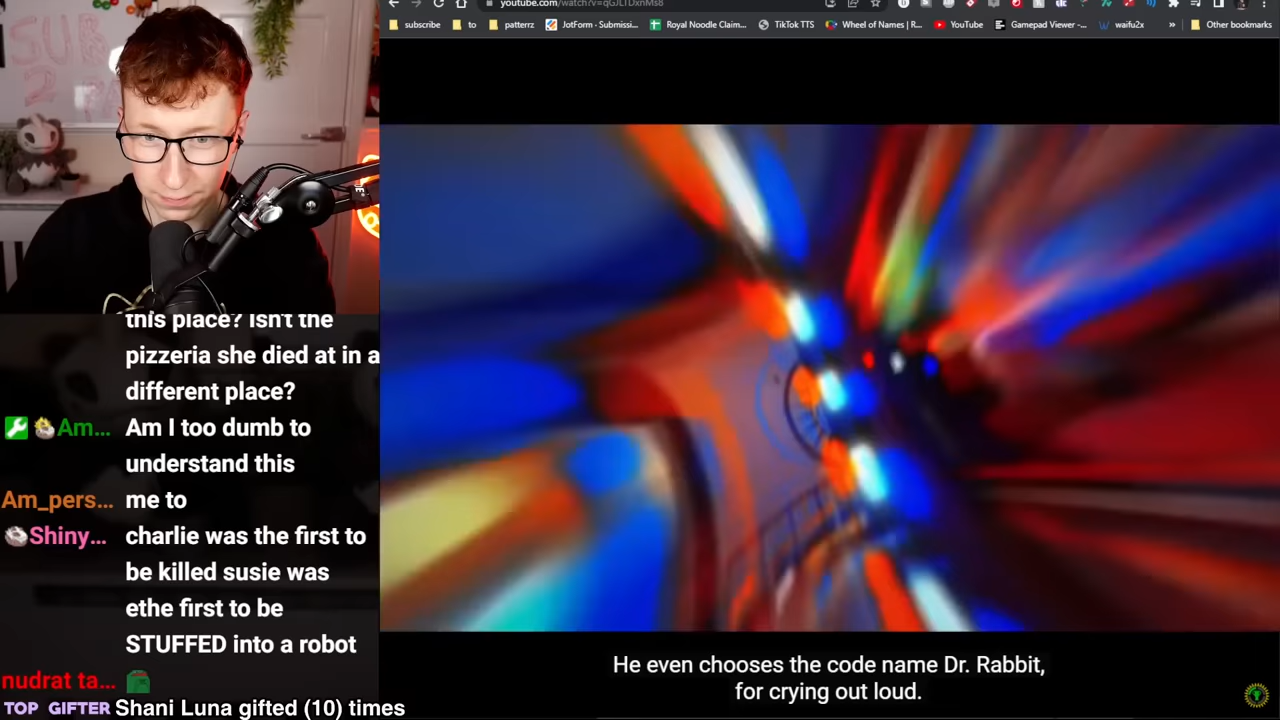 youtube.com/watch?v=qGJLTDxnMs8
subscribe
to
patterrz
JotForm - Submissi...
Royal Noodle Claim...
TikTok TTS
Wheel of Names | R...
YouTube
Gamepad Viewer -...
waifu2x
»
Other bookmarks
SUB
2
this place? Isn't the
pizzeria she died at in a
different place?
Am... Am I too dumb to
understand this
Am_pers... me to
Shiny... charlie was the first to
be killed susie was
ethe first to be
STUFFED into a robot
nudrat ta...
TOP GIFTER Shani Luna gifted (10) times
He even chooses the code name Dr. Rabbit,
for crying out loud.